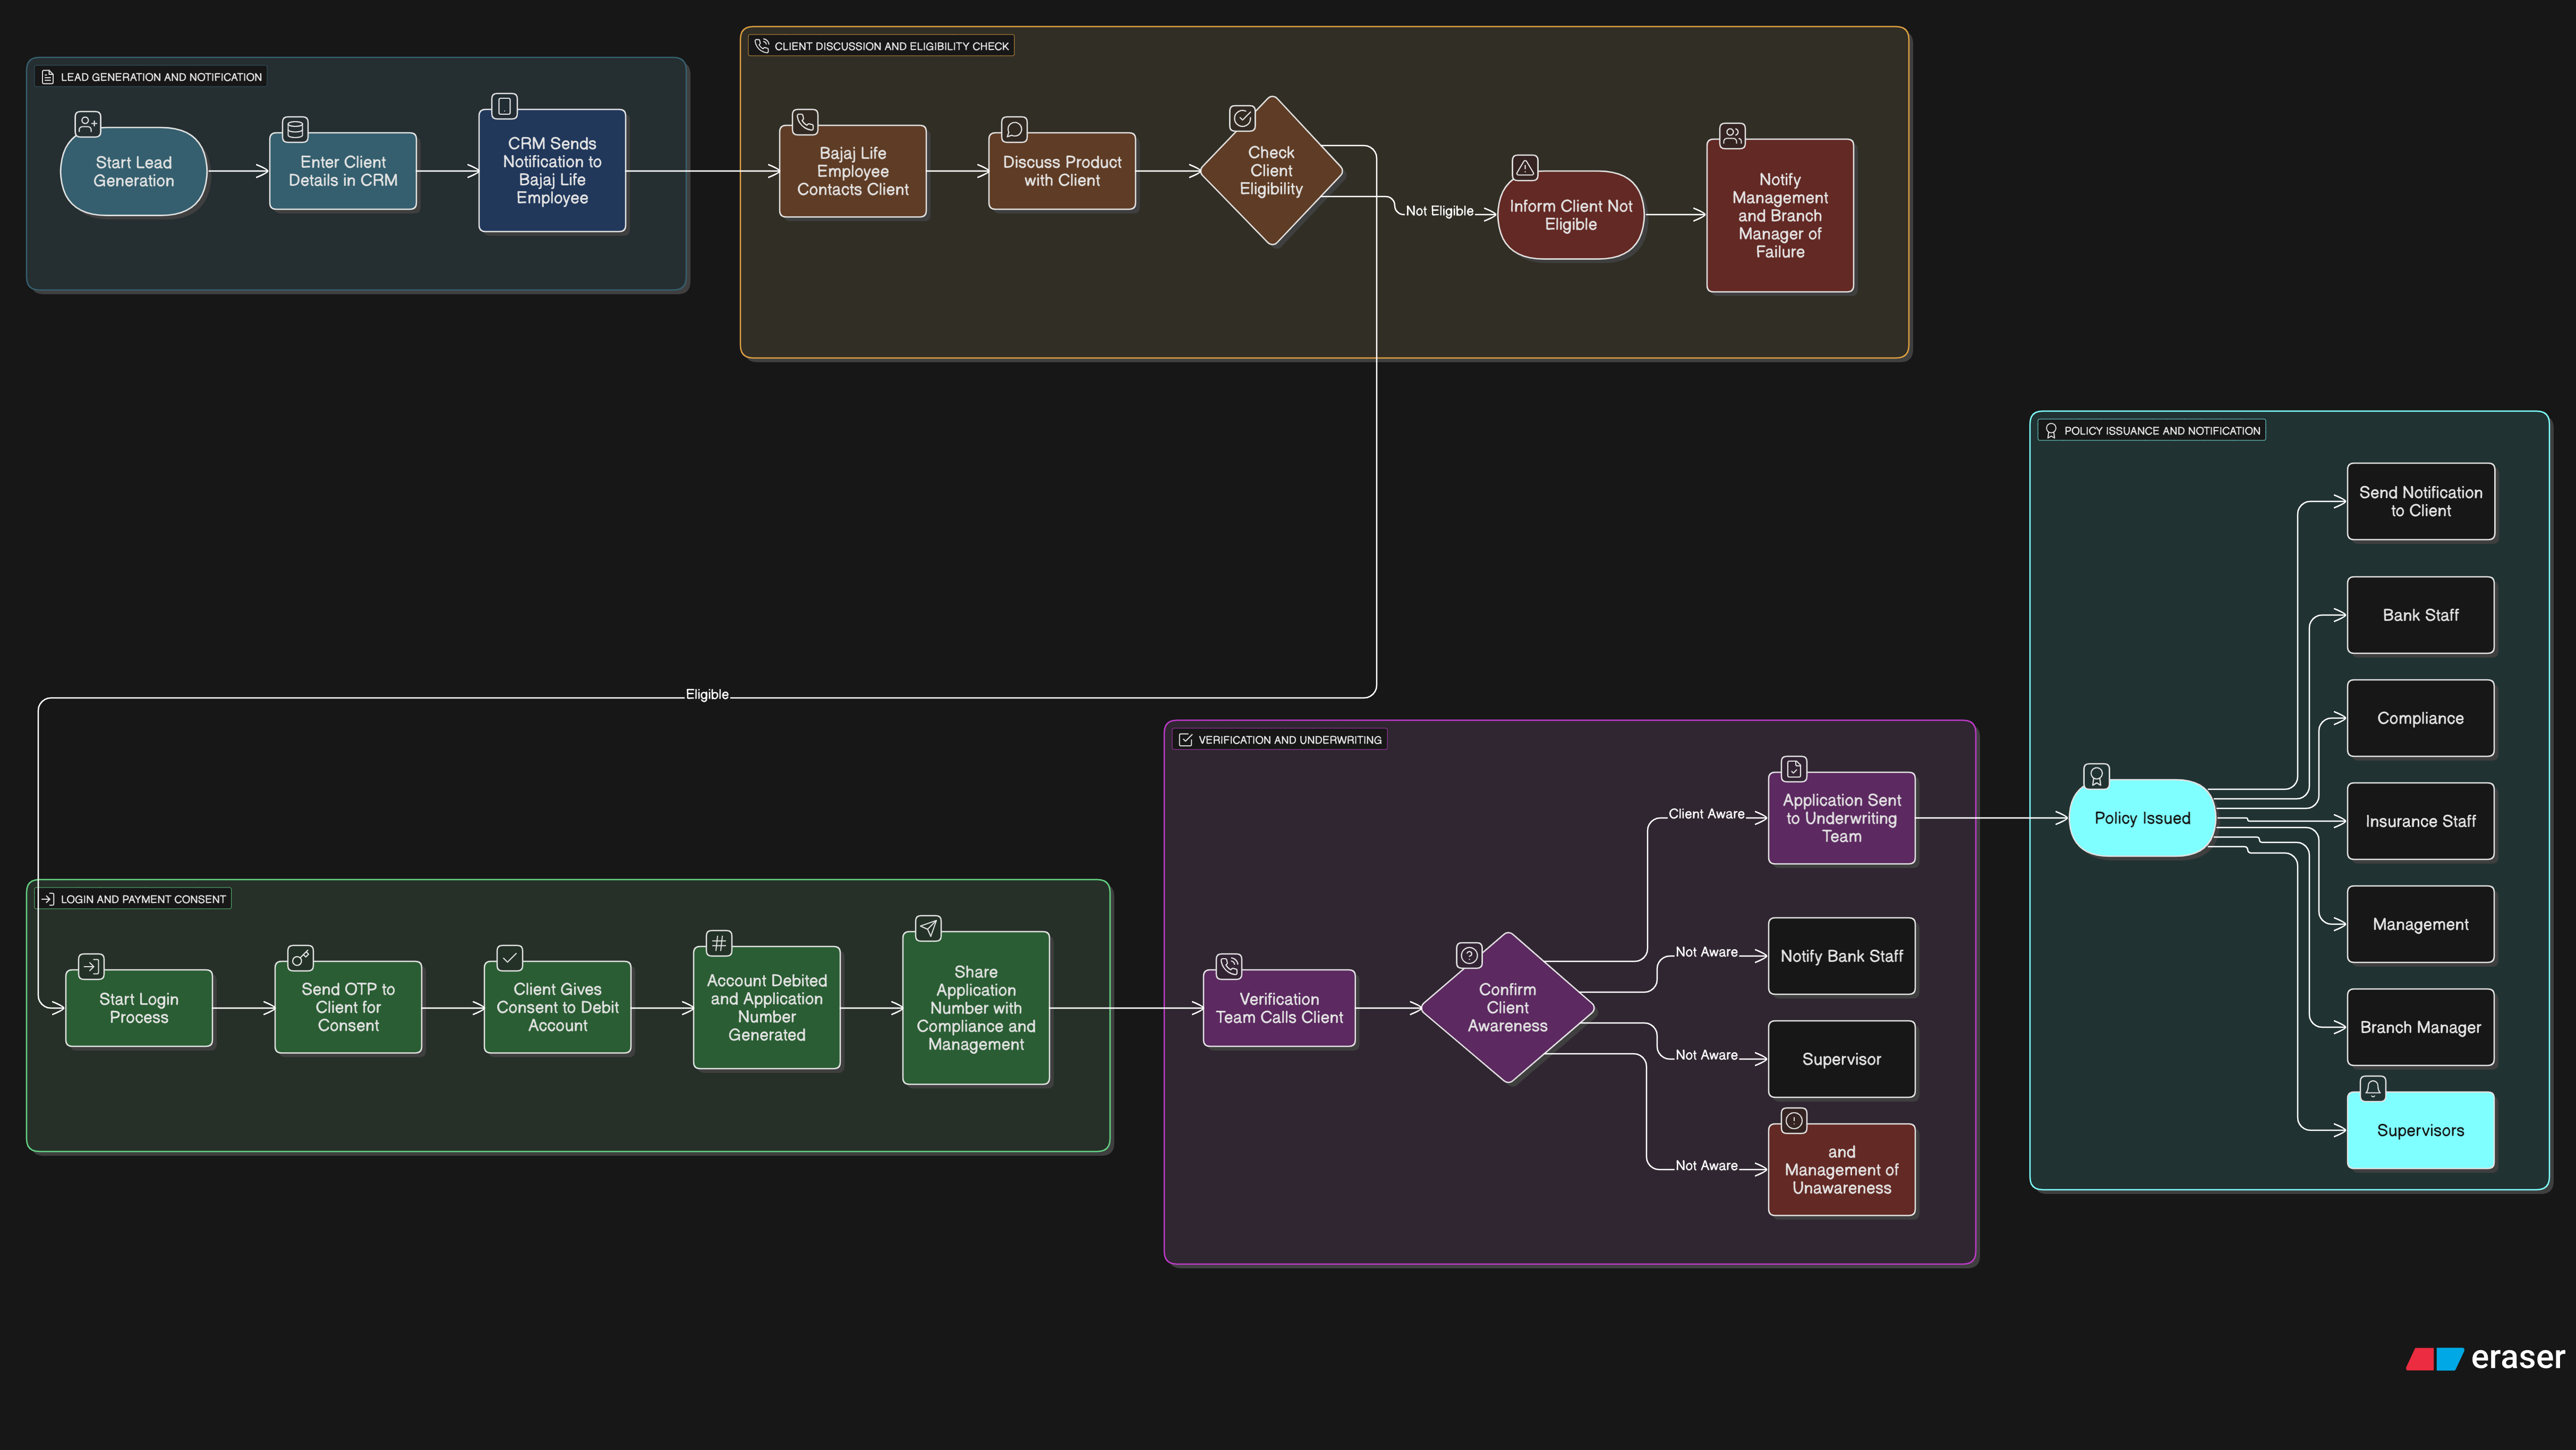 LEAD GENERATION AND NOTIFICATION
Start Lead
Generation
Enter Client
Details in CRM
CRM Sends
Notification to
Bajaj Life
Employee
CLIENT DISCUSSION AND ELIGIBILITY CHECK
Bajaj Life
Employee
Contacts Client
Discuss Product
with Client
Check
Client
Eligibility
Not Eligible
Inform Client Not
Eligible
Notify
Management
and Branch
Manager of
Failure
Eligible
LOGIN AND PAYMENT CONSENT
Start Login
Process
Send OTP to
Client for
Consent
Client Gives
Consent to Debit
Account
Account Debited
and Application
Number
Generated
Share
Application
Number with
Compliance and
Management
VERIFICATION AND UNDERWRITING
Verification
Team Calls Client
Confirm
Client
Awareness
Client Aware
Application Sent
to Underwriting
Team
Not Aware
Notify Bank Staff
Not Aware
Supervisor
Not Aware
and
Management of
Unawareness
POLICY ISSUANCE AND NOTIFICATION
Policy Issued
Send Notification
to Client
Bank Staff
Compliance
Insurance Staff
Management
Branch Manager
Supervisors
eraser